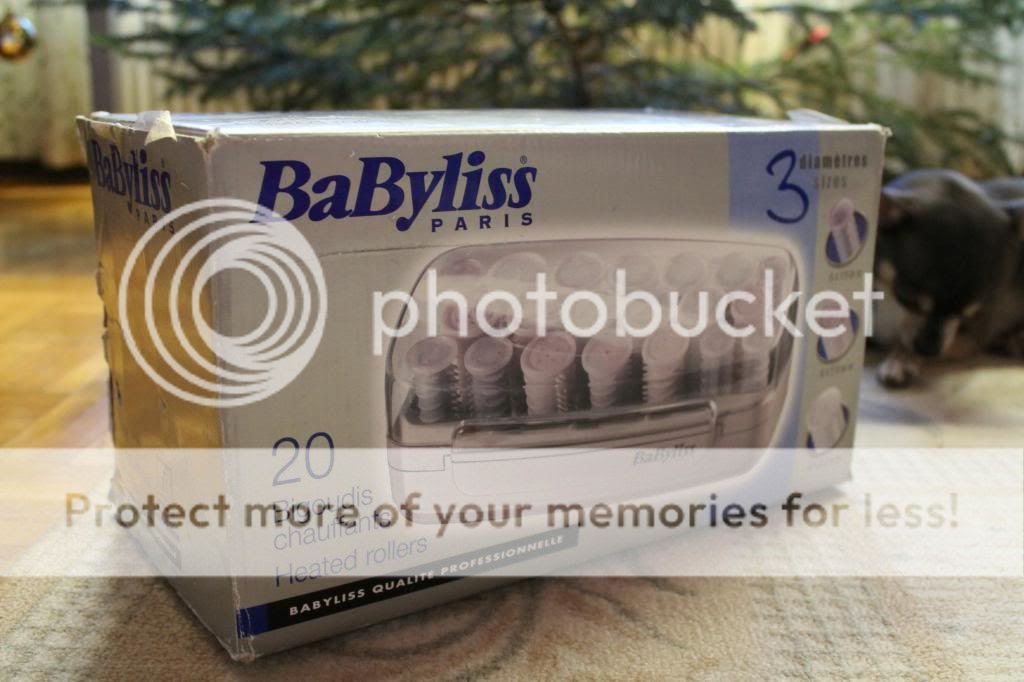 BaByliss
PARIS
BaByliss®
PARIS
3 diamètres
sizes
photobucket
20
Bigoudis
chauffants
Heated rollers
BaByliss
BABYLISS QUALITE PROFESSIONNELLE
Protect more of your memories for less!